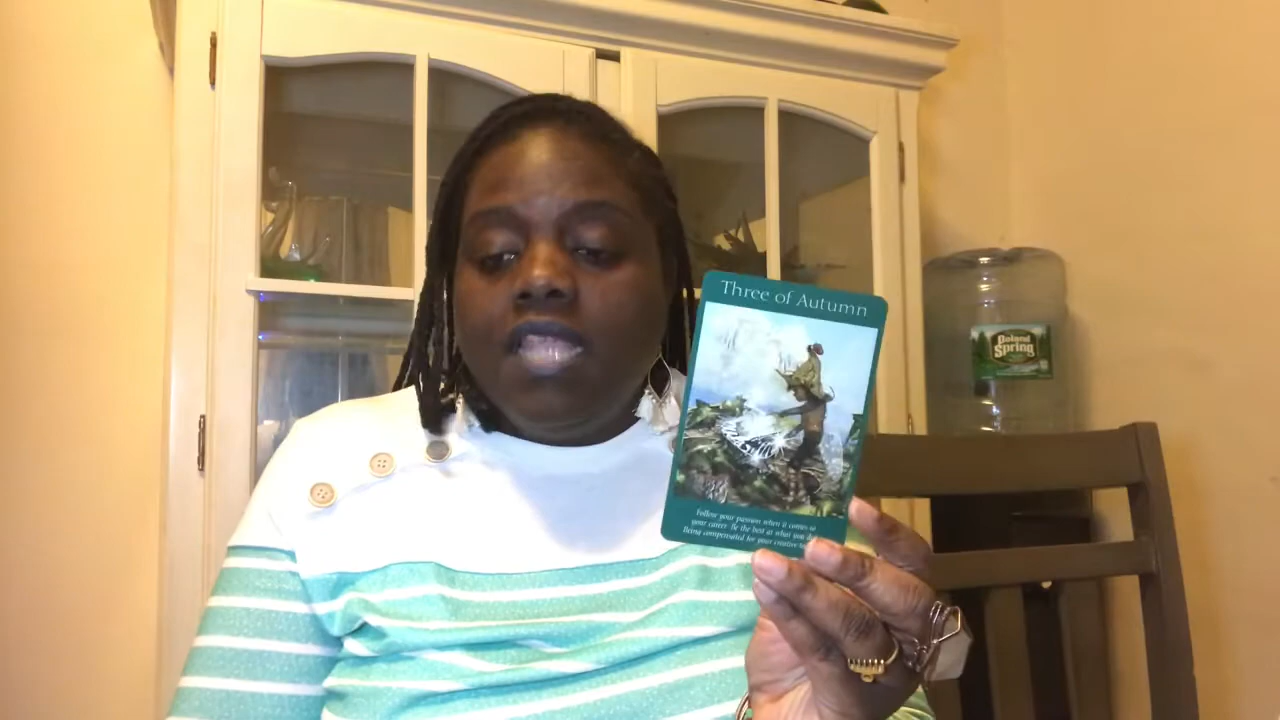 Three of Autumn
Follow your passion when it comes to
your career. Be the best at what you do.
Being compensated for your creative
Poland
Spring